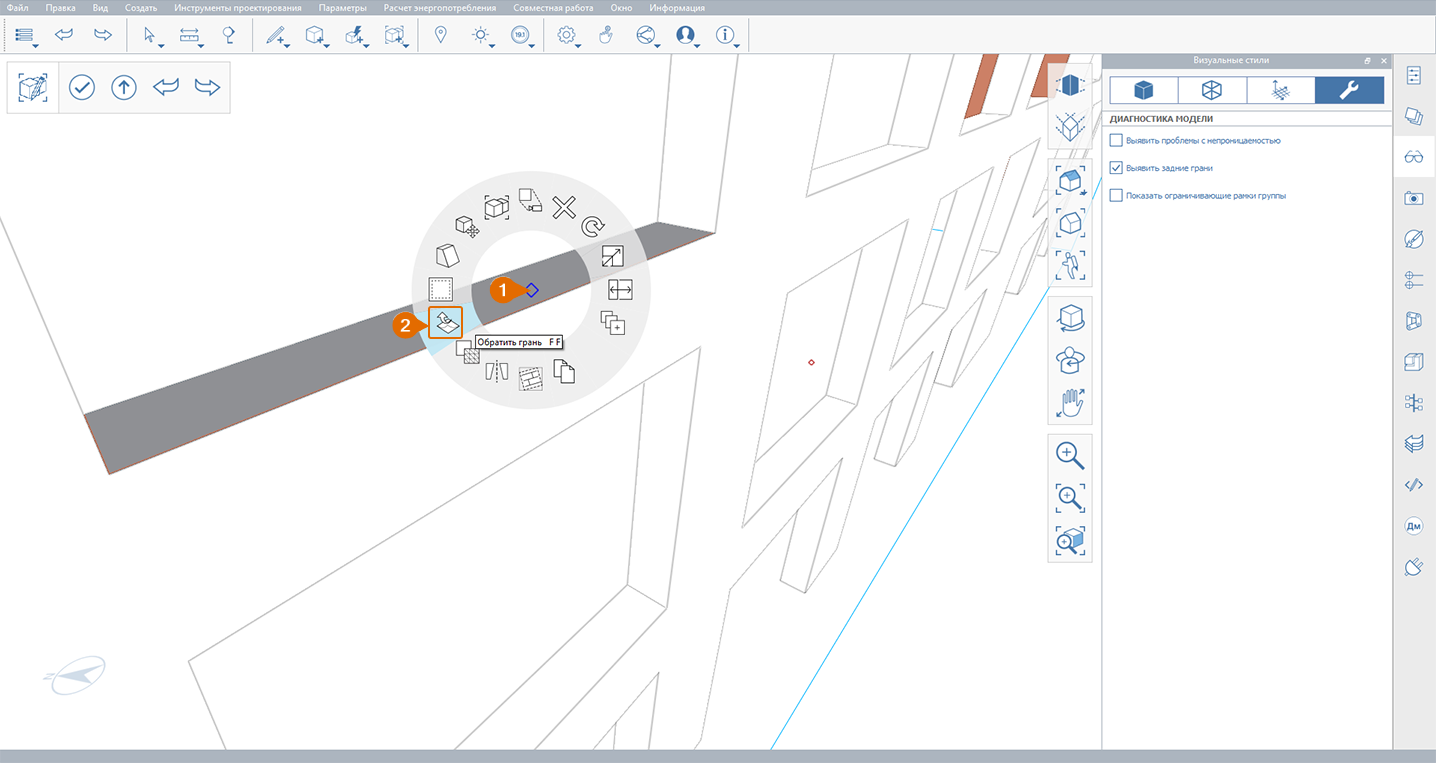 Файл Правка Вид Создать Инструменты проектирования Параметры Расчет энергопотребления Совместная работа Окно Информация
191
Визуальные стили
ДИАГНОСТИКА МОДЕЛИ
Выявить проблемы с непроницаемостью
Выявить задние грани
Показать ограничивающие рамки группы
1
2
Обратить грань F F
Дм